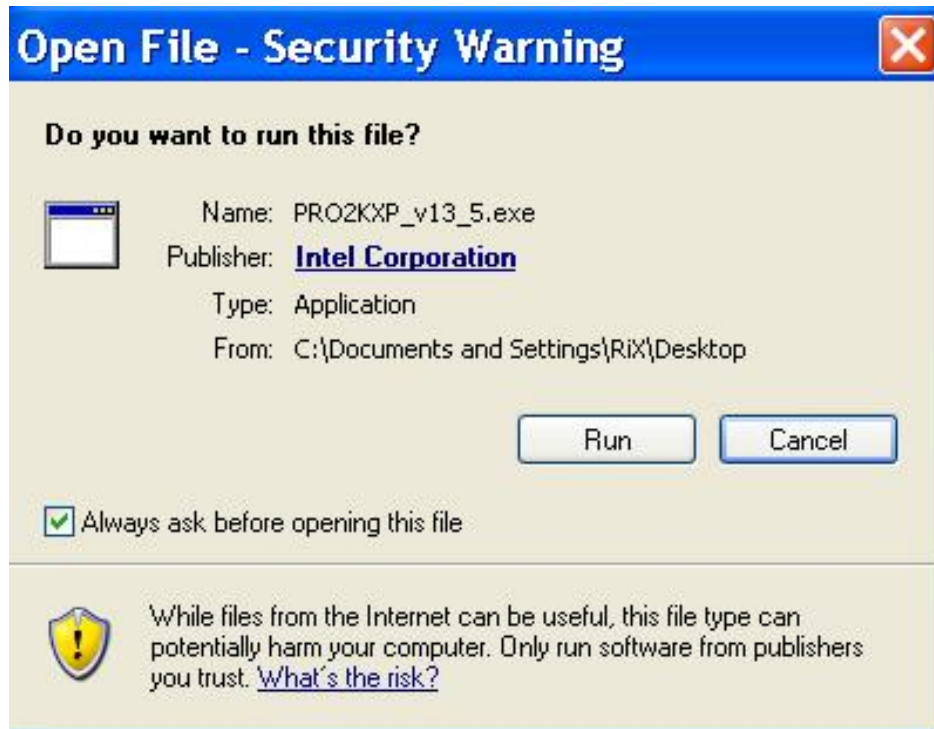 Open File - Security Warning
Do you want to run this file?
Name: PRO2KXP_v13_5.exe
Publisher: Intel Corporation
Type: Application
From: C:\Documents and Settings\RiX\Desktop
Run Cancel
Always ask before opening this file
While files from the Internet can be useful, this file type can
potentially harm your computer. Only run software from publishers
you trust. What's the risk?